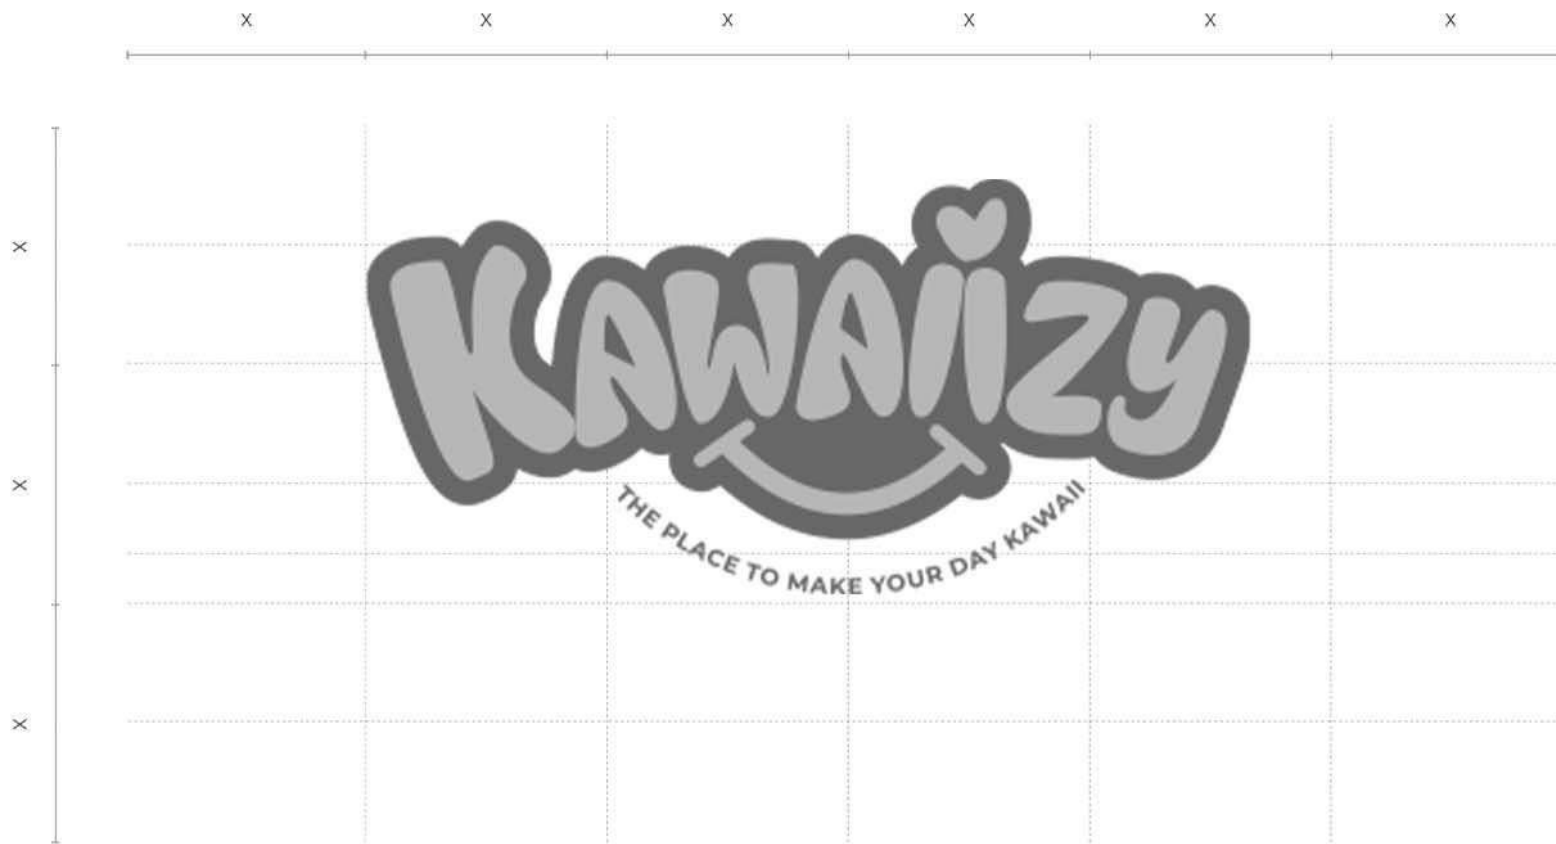 X X X X X X
X
KAWAIIZY
X
THE PLACE TO MAKE YOUR DAY KAWAII
X